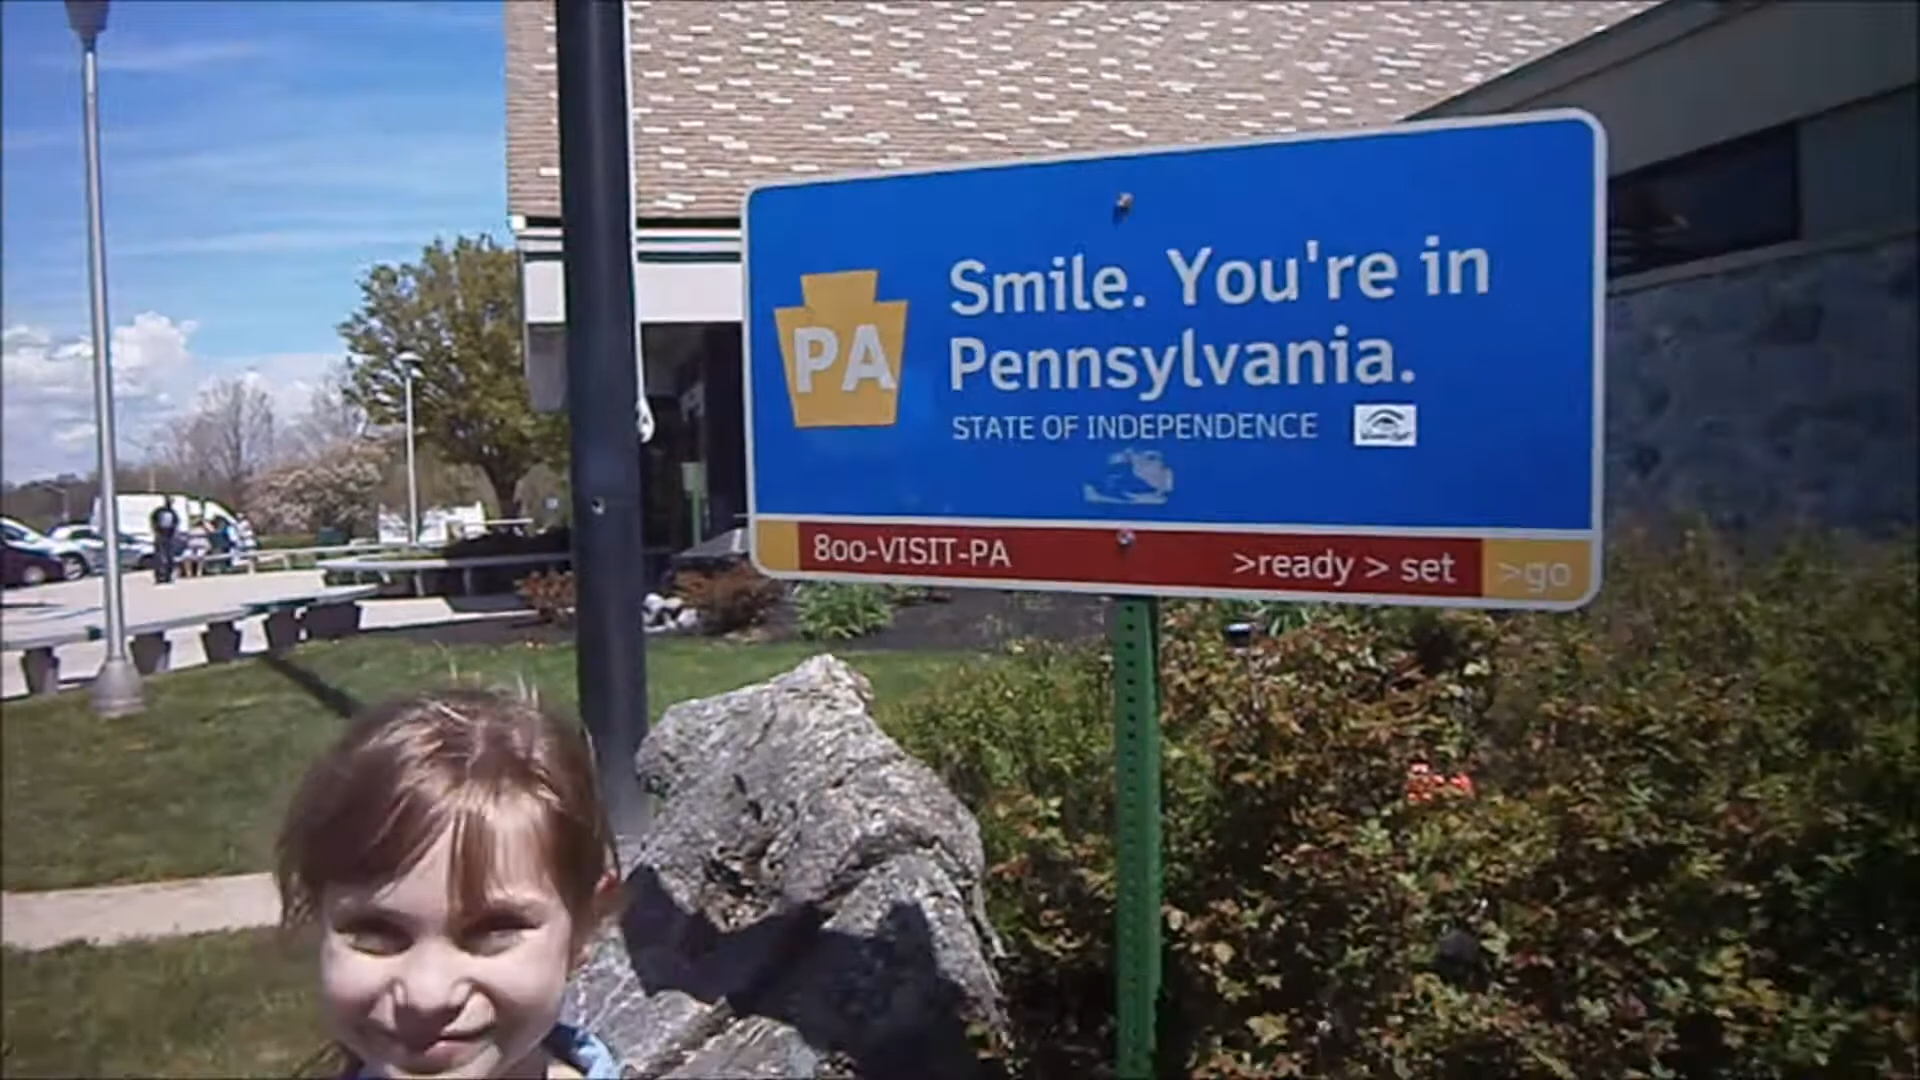 PA
Smile. You're in
Pennsylvania.
STATE OF INDEPENDENCE
800-VISIT-PA
>ready > set >go